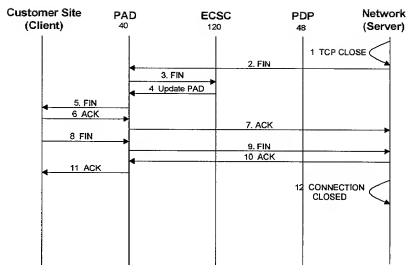 Customer Site PAD ECSC PDP Network
(Client) 40 120 48 (Server)
1 TCP CLOSE
2. FIN
3. FIN
4 Update PAD
5. FIN
6 ACK
7. ACK
8 FIN
9. FIN
10 ACK
11 ACK
12 CONNECTION
CLOSED